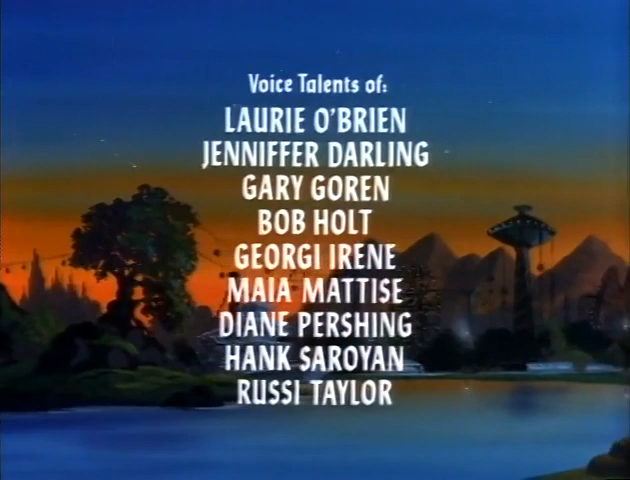 Voice Talents of:
LAURIE O'BRIEN
JENNIFFER DARLING
GARY GOREN
BOB HOLT
GEORGI IRENE
MAIA MATTISE
DIANE PERSHING
HANK SAROYAN
RUSSI TAYLOR